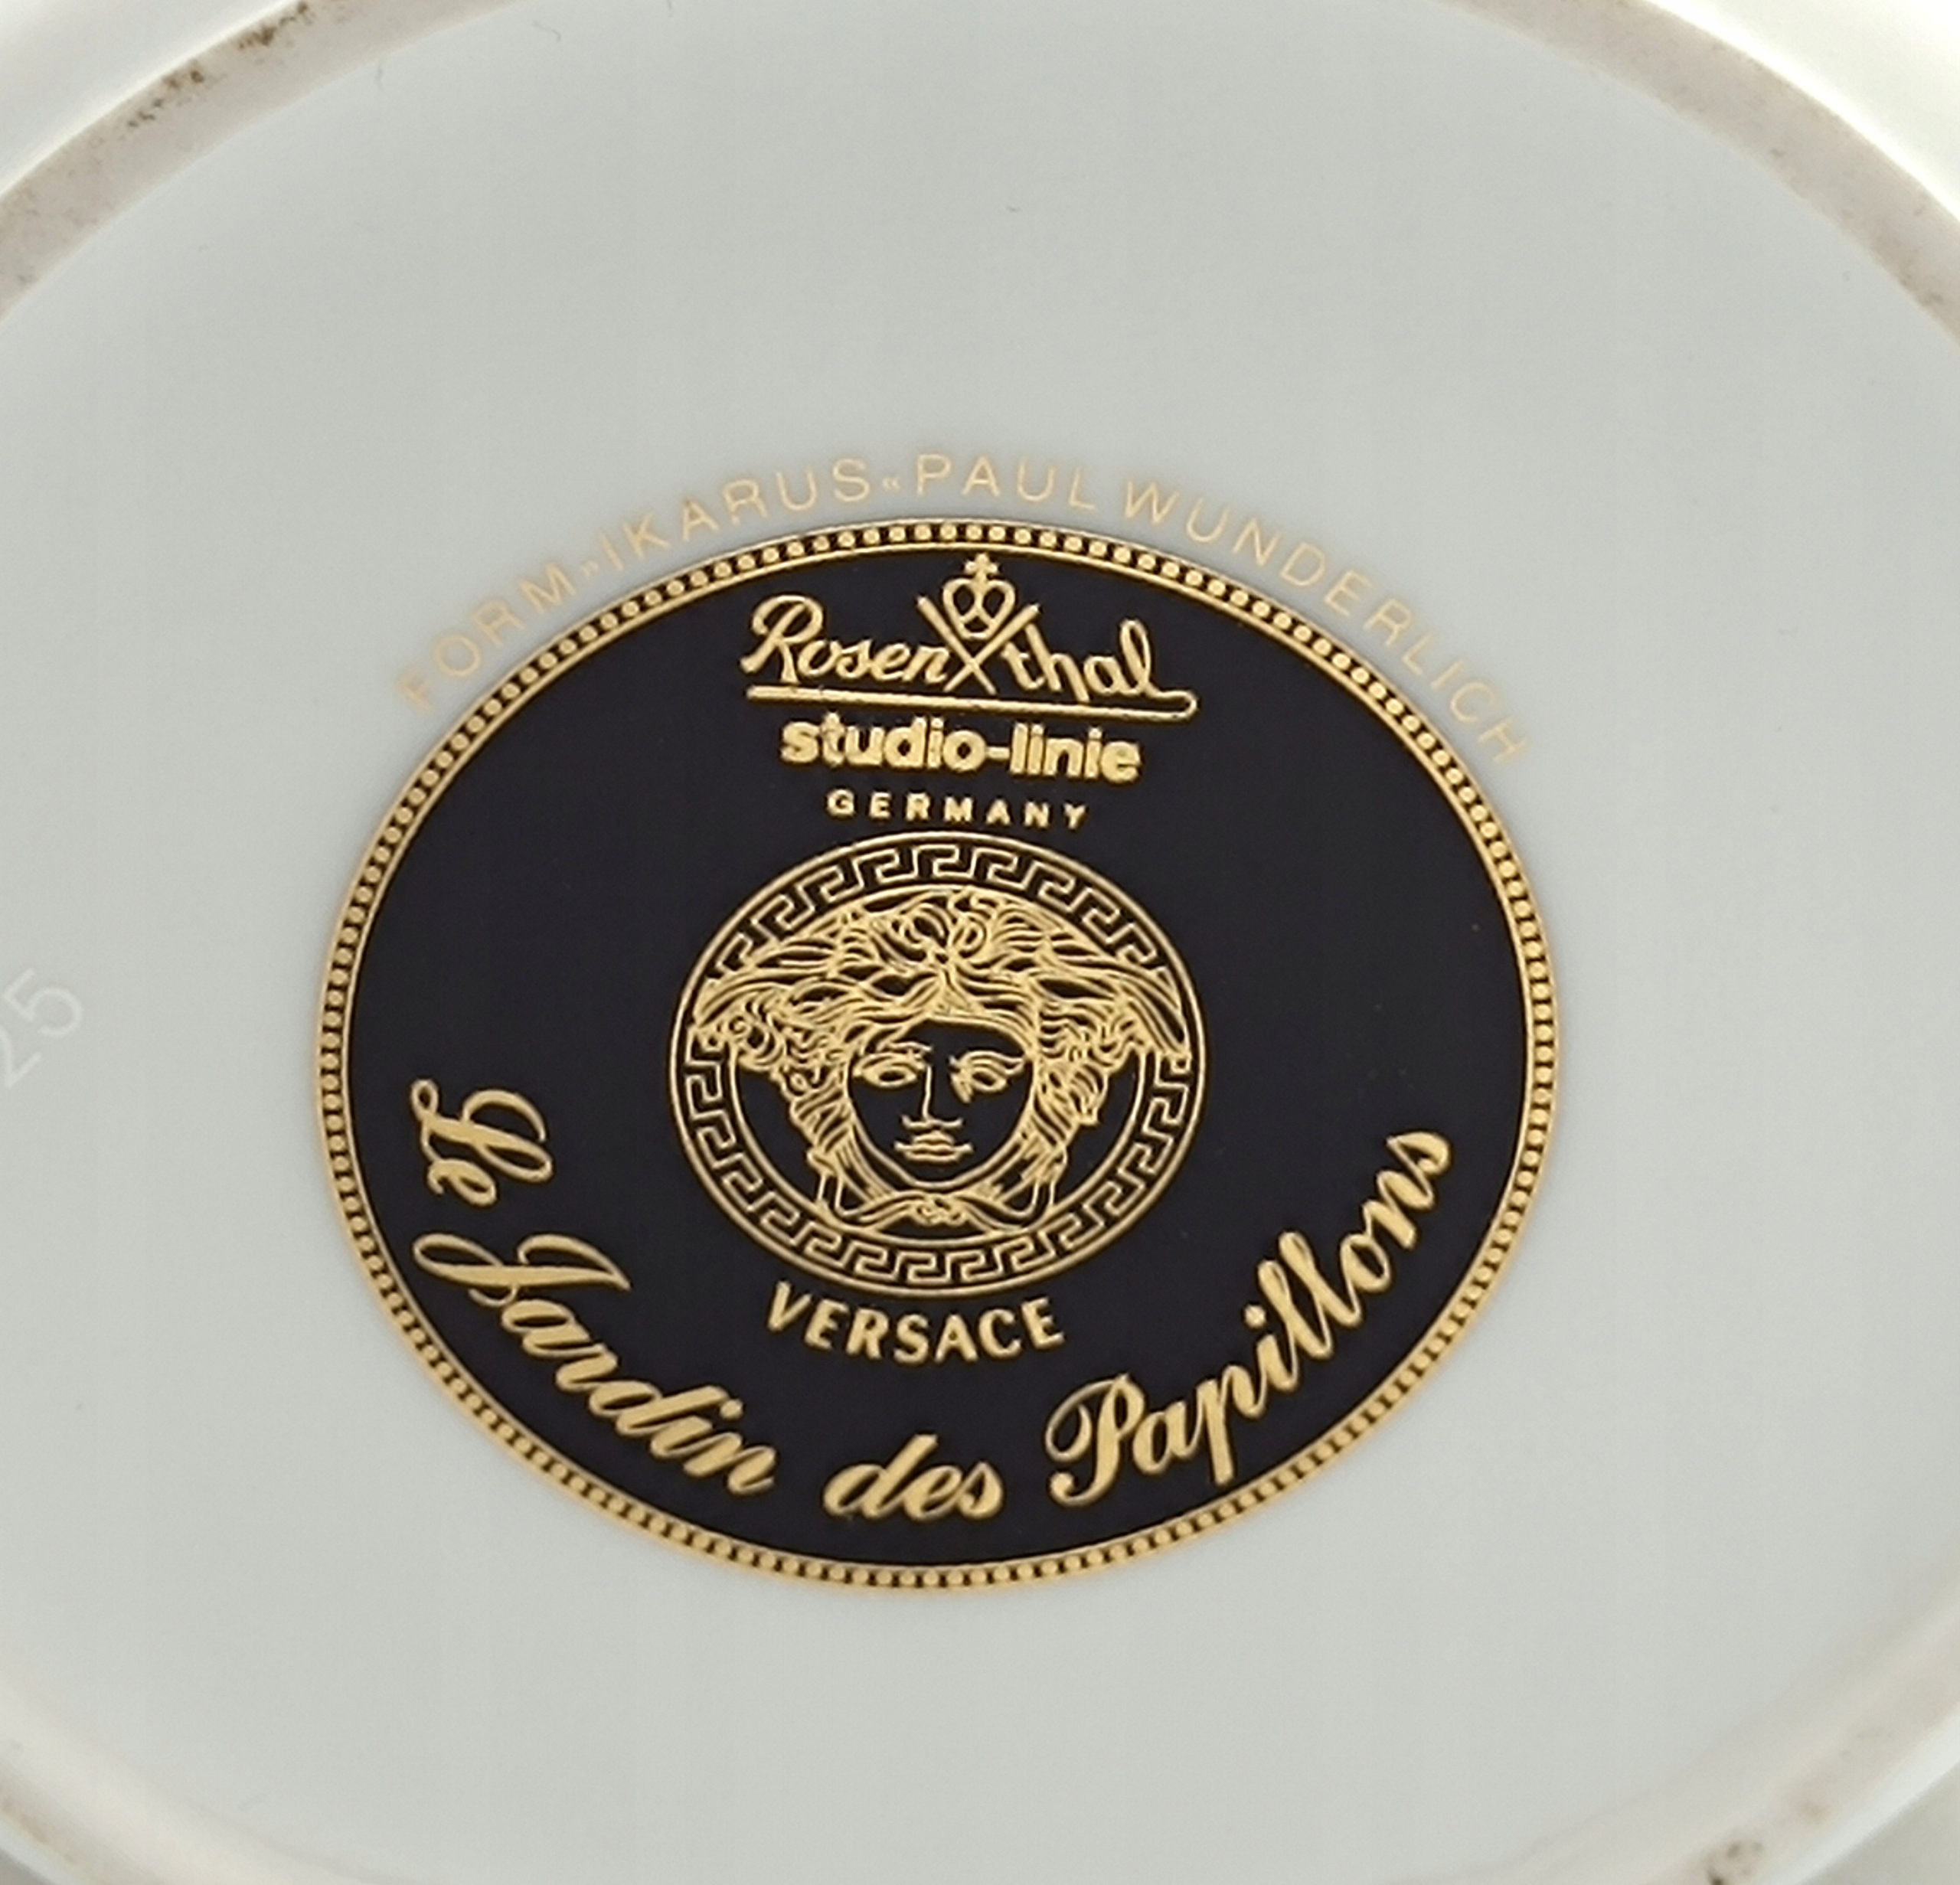 FORM»IKARUS«PAUL WUNDERLICH
Rosenthal
studio-linie
GERMANY
VERSACE
Le Jardin des Papillons
25